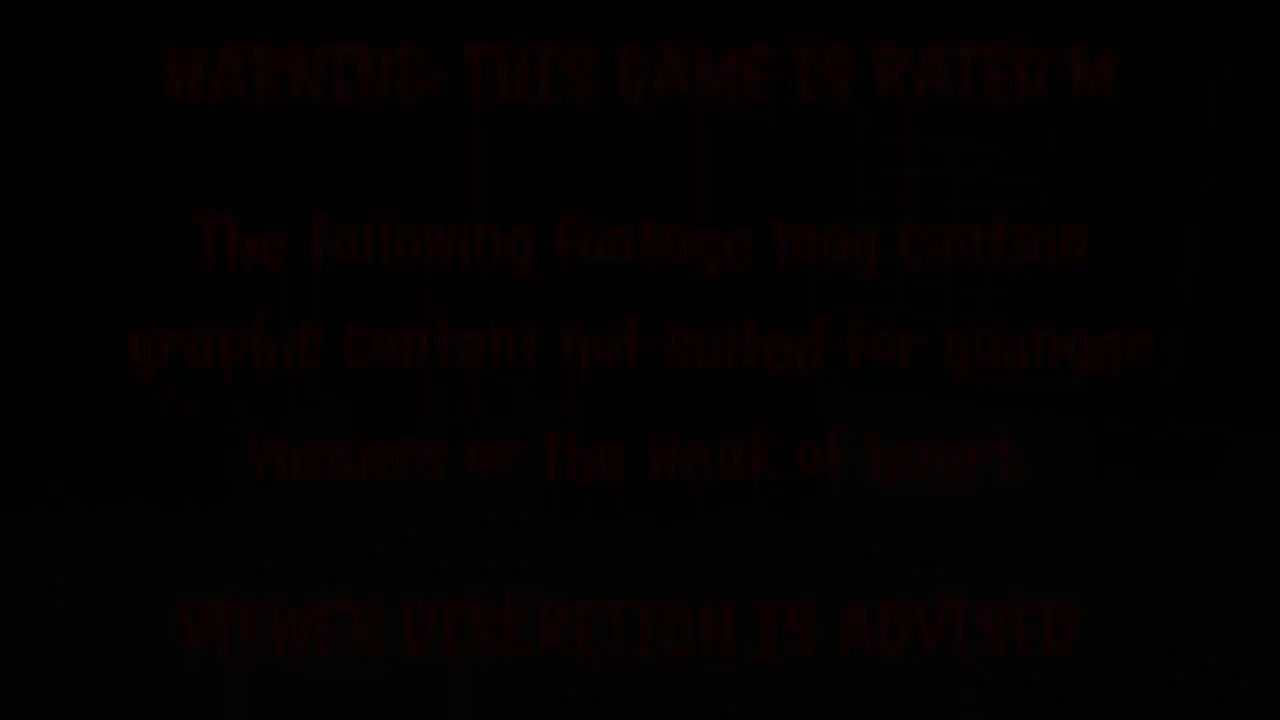 WARNING: THIS GAME IS RATED M
The following footage may contain
graphic content not suited for younger
viewers or the weak of heart
VIEWER DISCRETION IS ADVISED